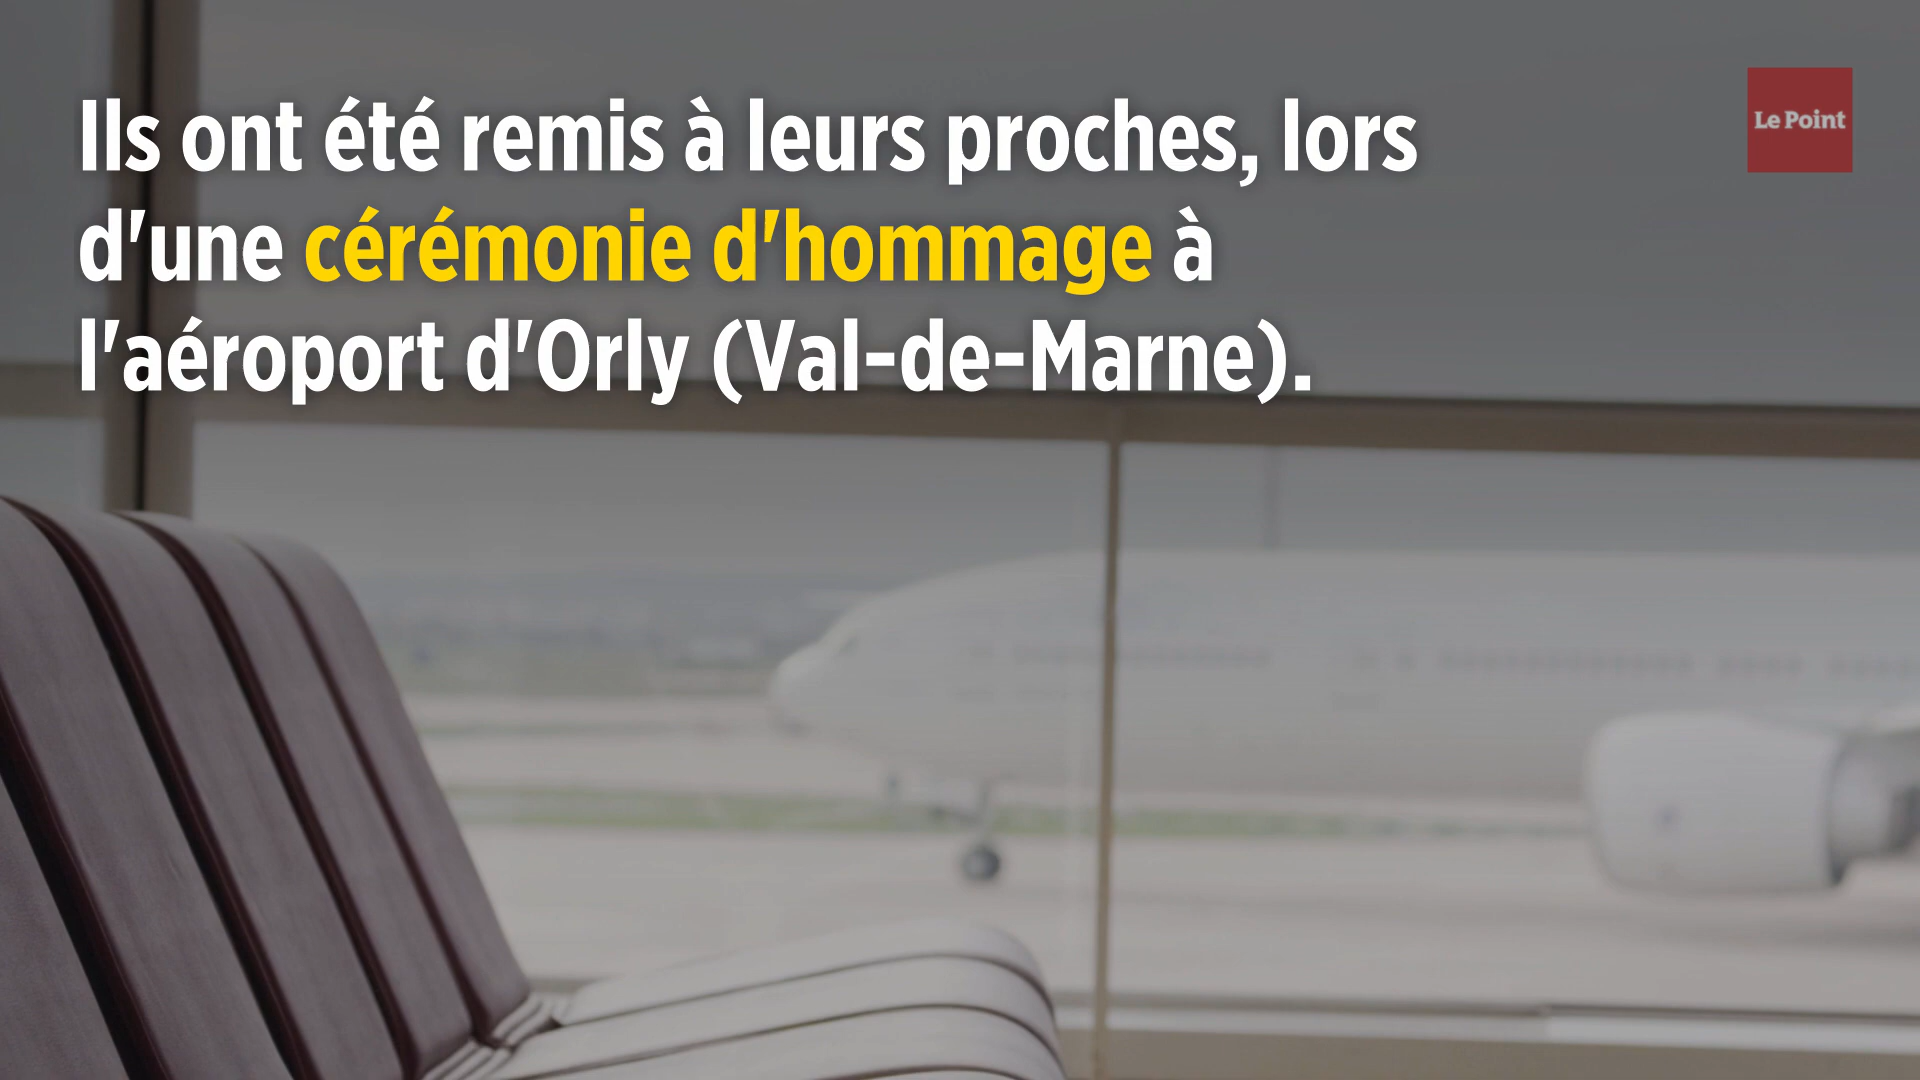 Ils ont été remis à leurs proches, lors
d'une cérémonie d'hommage à
l'aéroport d'Orly (Val-de-Marne).
Le Point